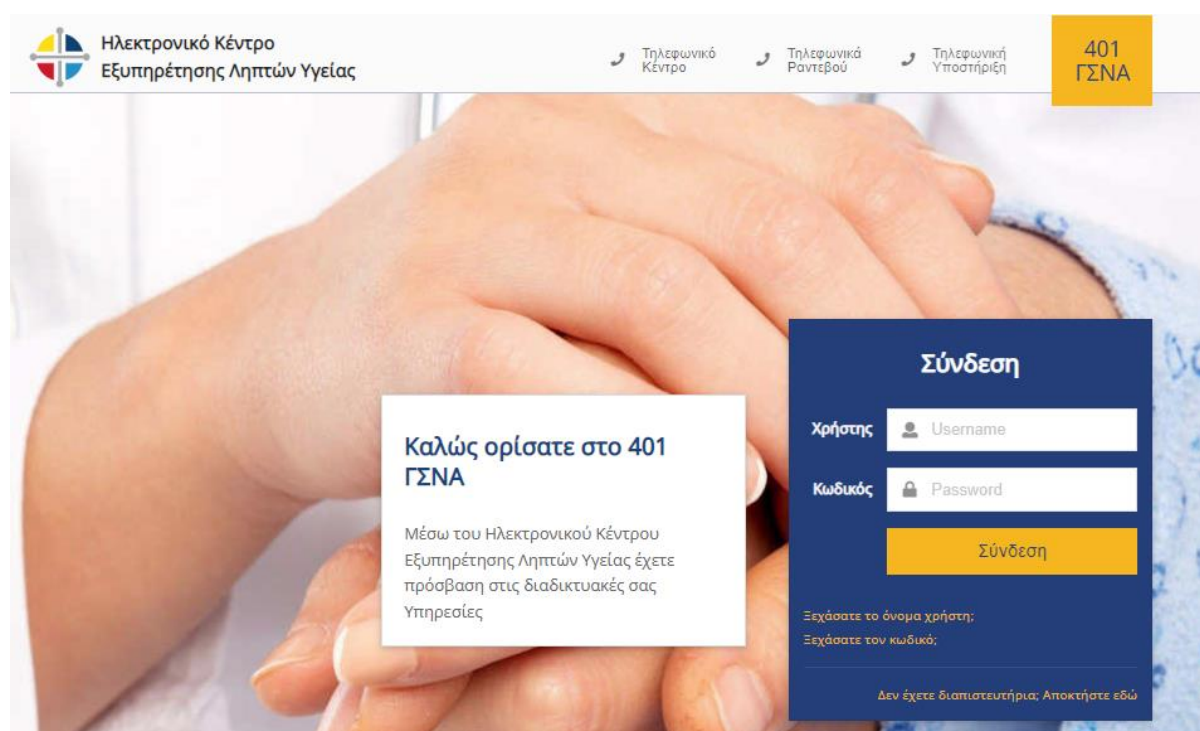 Ηλεκτρονικό Κέντρο
Εξυπηρέτησης Ληπτών Υγείας
Τηλεφωνικό
Κέντρο
Τηλεφωνικά
Ραντεβού
Τηλεφωνική
Υποστήριξη
401
ΓΣΝΑ
Καλώς ορίσατε στο 401
ΓΣΝΑ
Μέσω του Ηλεκτρονικού Κέντρου
Εξυπηρέτησης Ληπτών Υγείας έχετε
πρόσβαση στις διαδικτυακές σας
Υπηρεσίες
Σύνδεση
Χρήστης Username
Κωδικός Password
Σύνδεση
Ξεχάσατε το όνομα χρήστη;
Ξεχάσατε τον κωδικό;
Δεν έχετε διαπιστευτήρια; Αποκτήστε εδώ